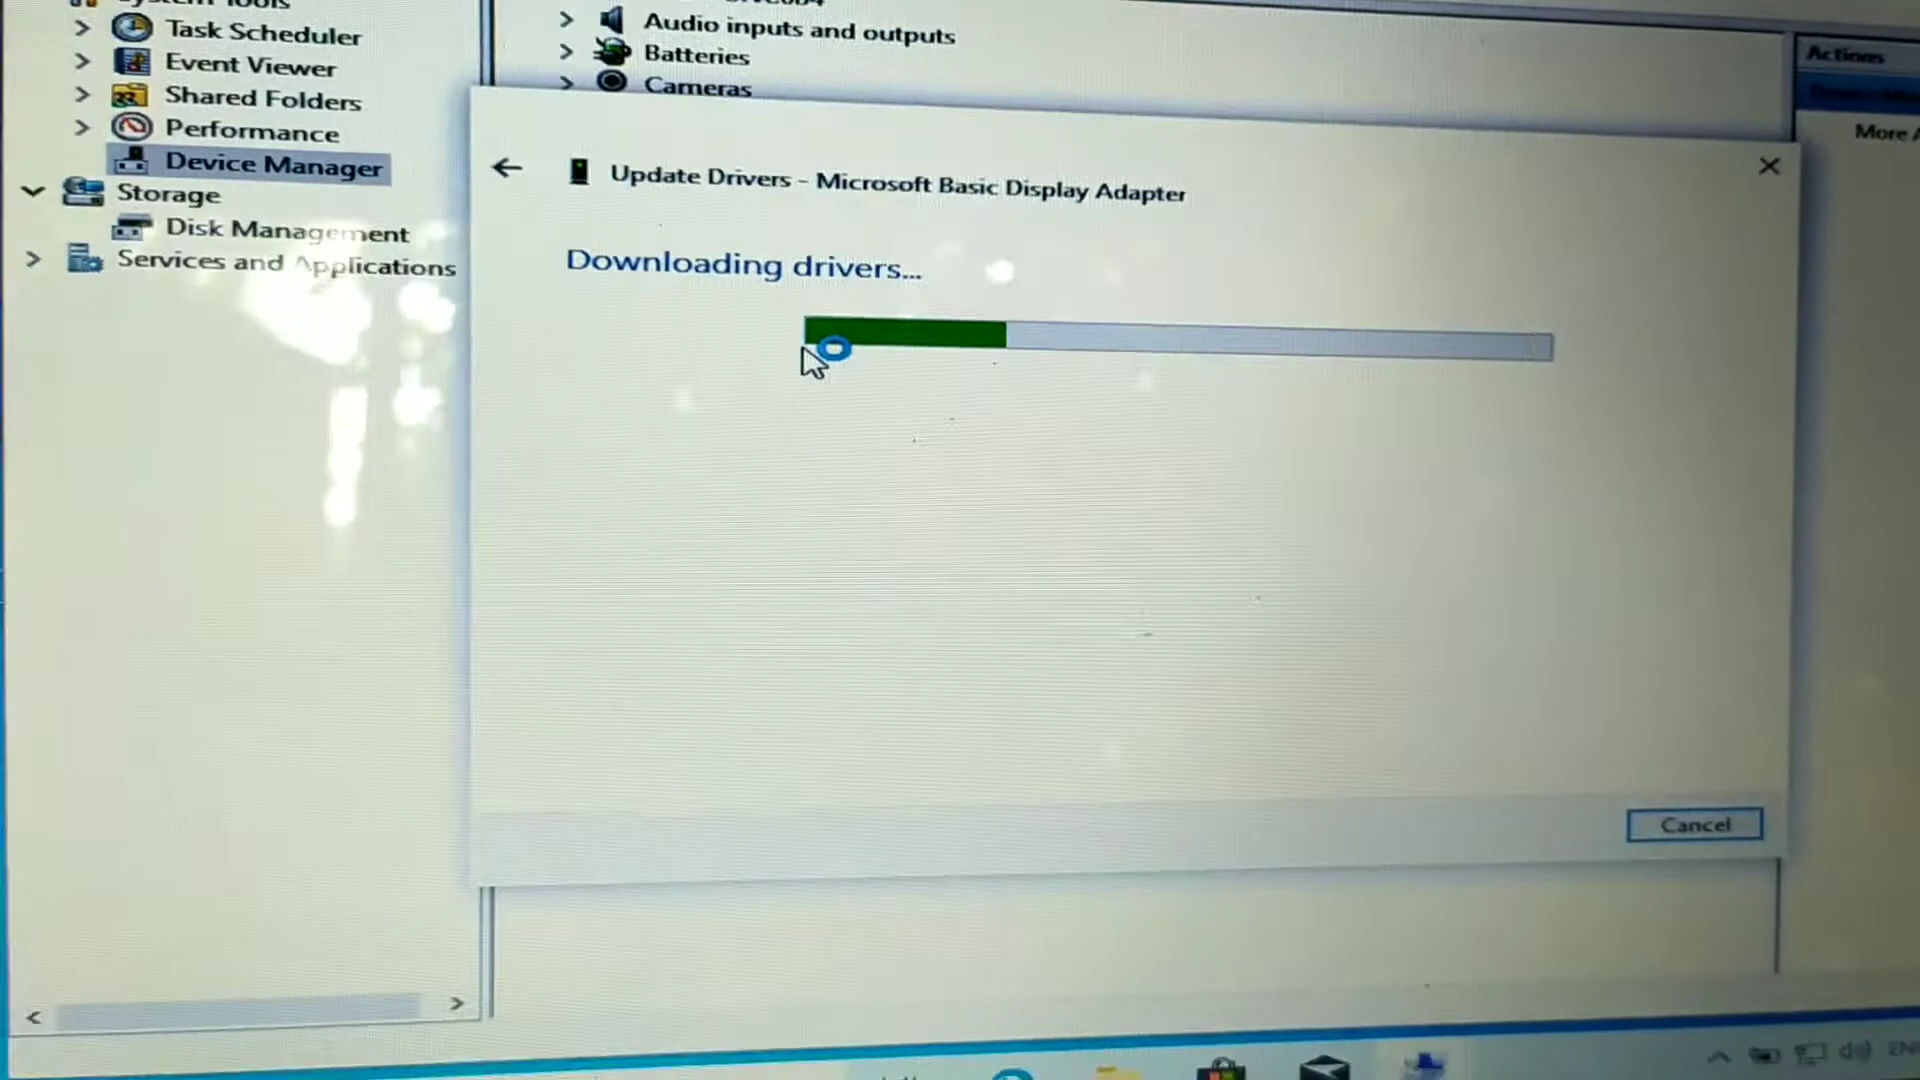 Task Scheduler
Event Viewer
Shared Folders
Performance
Device Manager
Storage
Disk Management
Services and Applications
Audio inputs and outputs
Batteries
Cameras
Update Drivers - Microsoft Basic Display Adapter
Downloading drivers...
Cancel
Actions
More